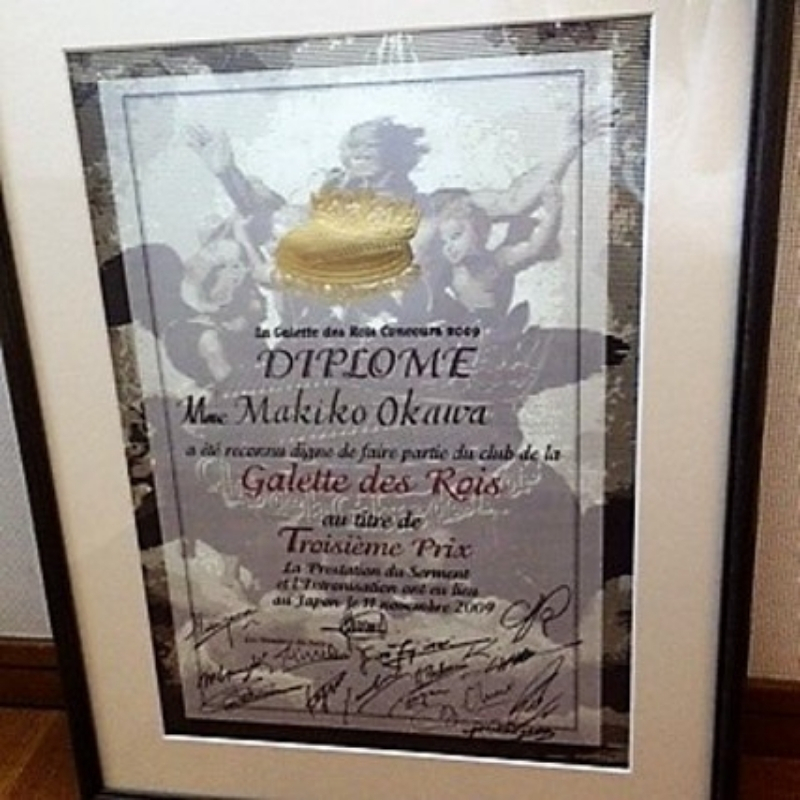 La Galette des Rois Concours 2009
DIPLOME
Mme Makiko Okawa
a été reconnu digne de faire partie du club de la
Galette des Rois
au titre de
Troisième Prix
La Prestation du Serment
et l'Intronisation ont eu lieu
au Japon le 11 novembre 2009